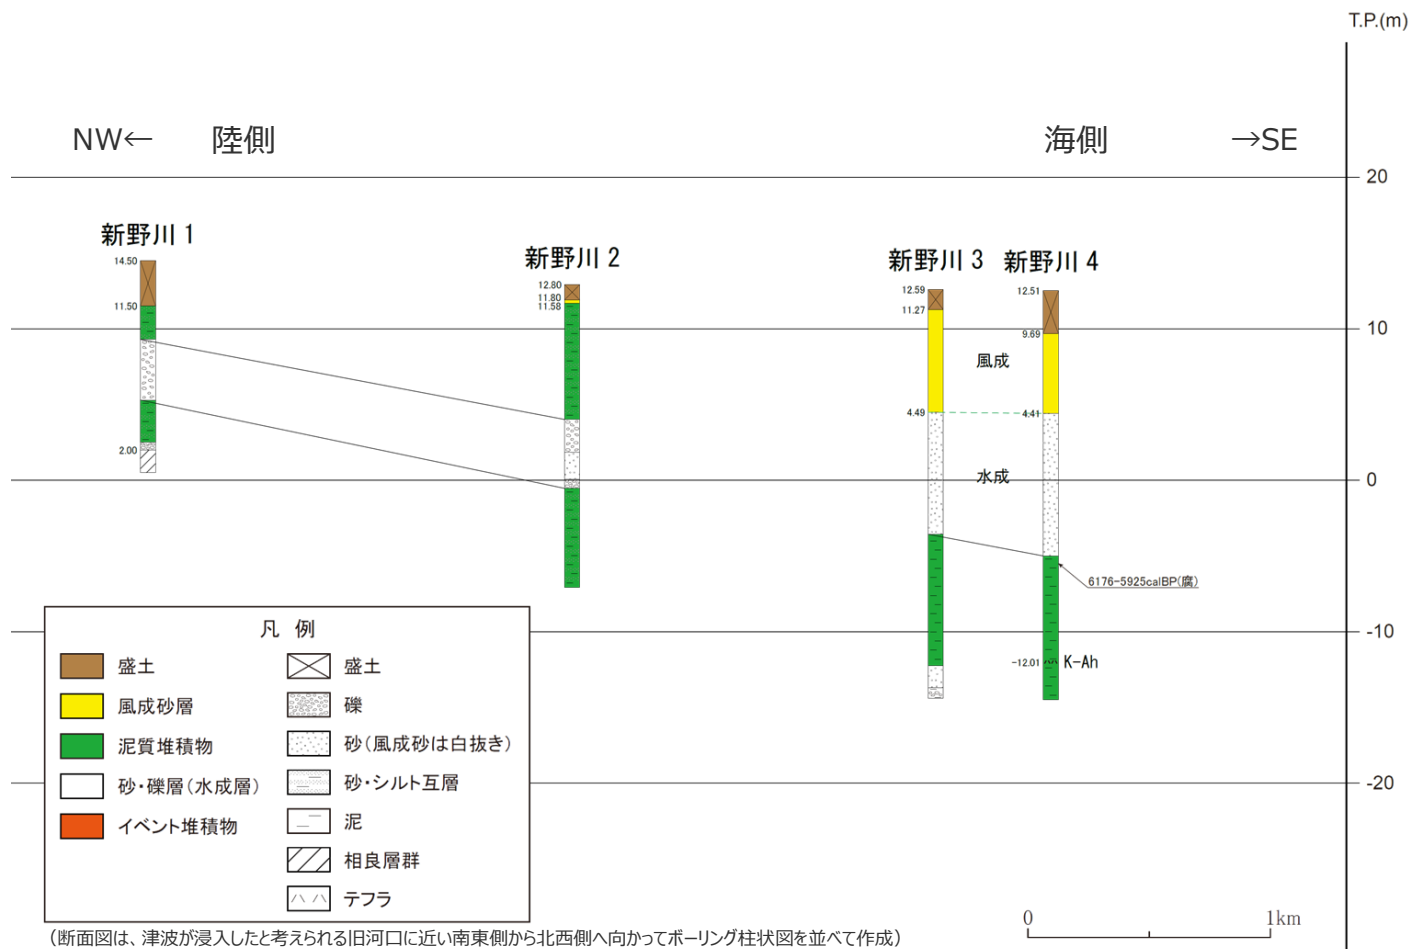 T.P.(m)
NW← 陸側 海側 →SE
20
新野川 1
14.50
11.50
2.00
新野川 2
12.80
11.80
11.58
新野川 3
12.59
11.27
4.49
新野川 4
12.51
9.69
4.41
10
風成
0
水成
6176-5925calBP(腐)
-10
-12.01
K-Ah
-20
凡 例
盛土
風成砂層
泥質堆積物
砂・礫層(水成層)
イベント堆積物
盛土
礫
砂(風成砂は白抜き)
砂・シルト互層
泥
相良層群
テフラ
0 1km
(断面図は、津波が浸入したと考えられる旧河口に近い南東側から北西側へ向かってボーリング柱状図を並べて作成)